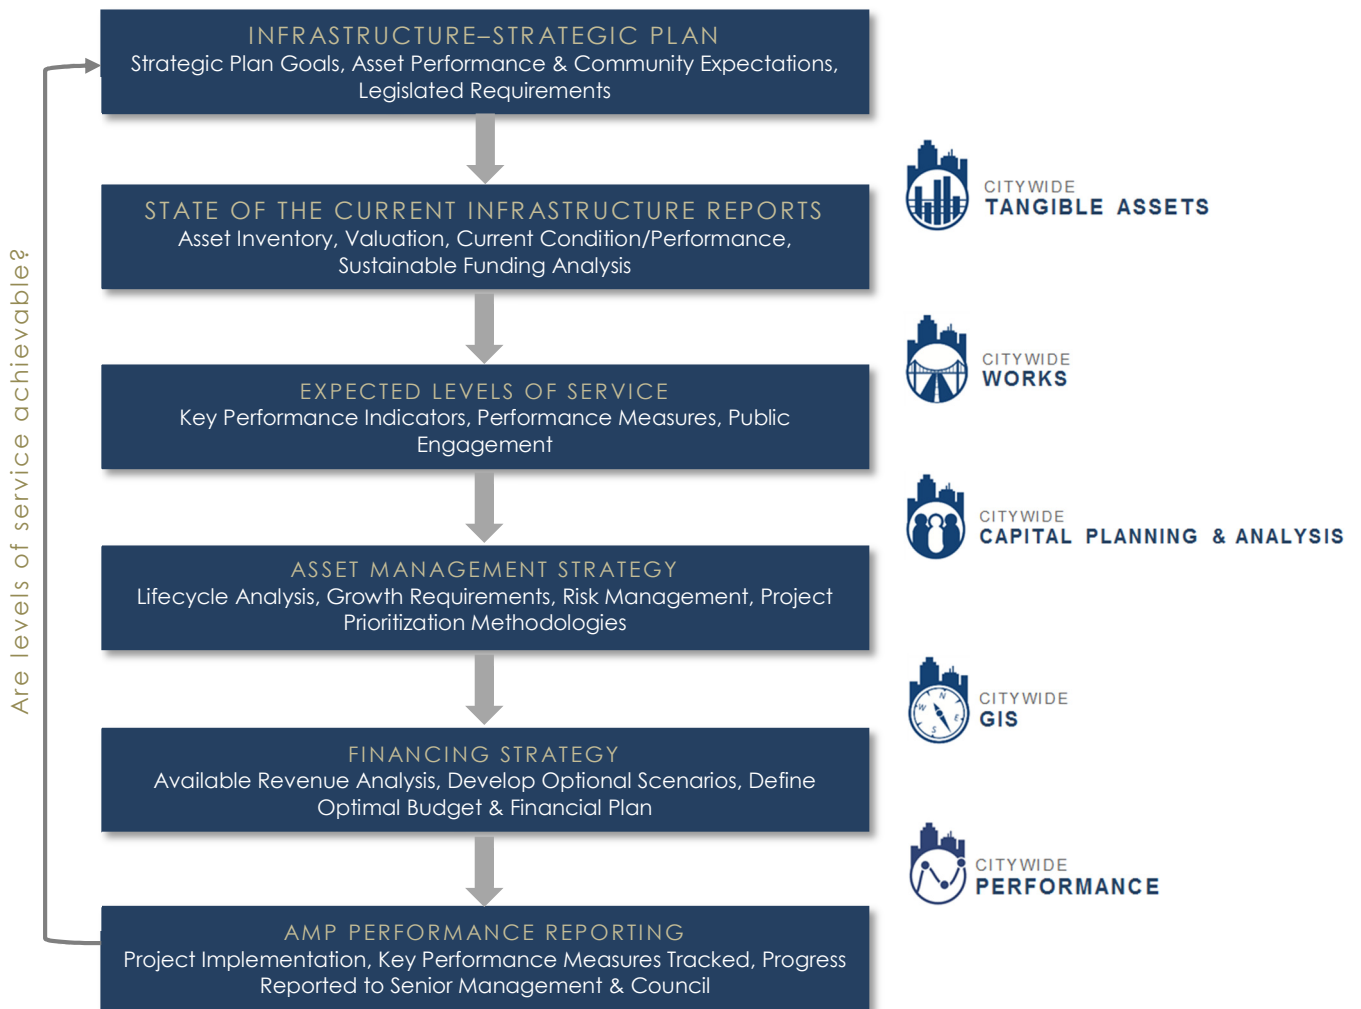 INFRASTRUCTURE–STRATEGIC PLAN
Strategic Plan Goals, Asset Performance & Community Expectations,
Legislated Requirements
STATE OF THE CURRENT INFRASTRUCTURE REPORTS
Asset Inventory, Valuation, Current Condition/Performance,
Sustainable Funding Analysis
EXPECTED LEVELS OF SERVICE
Key Performance Indicators, Performance Measures, Public
Engagement
ASSET MANAGEMENT STRATEGY
Lifecycle Analysis, Growth Requirements, Risk Management, Project
Prioritization Methodologies
FINANCING STRATEGY
Available Revenue Analysis, Develop Optional Scenarios, Define
Optimal Budget & Financial Plan
AMP PERFORMANCE REPORTING
Project Implementation, Key Performance Measures Tracked, Progress
Reported to Senior Management & Council
Are levels of service achievable?
CITYWIDE
TANGIBLE ASSETS
CITYWIDE
WORKS
CITYWIDE
CAPITAL PLANNING & ANALYSIS
N
W
E
S
CITYWIDE
GIS
CITYWIDE
PERFORMANCE